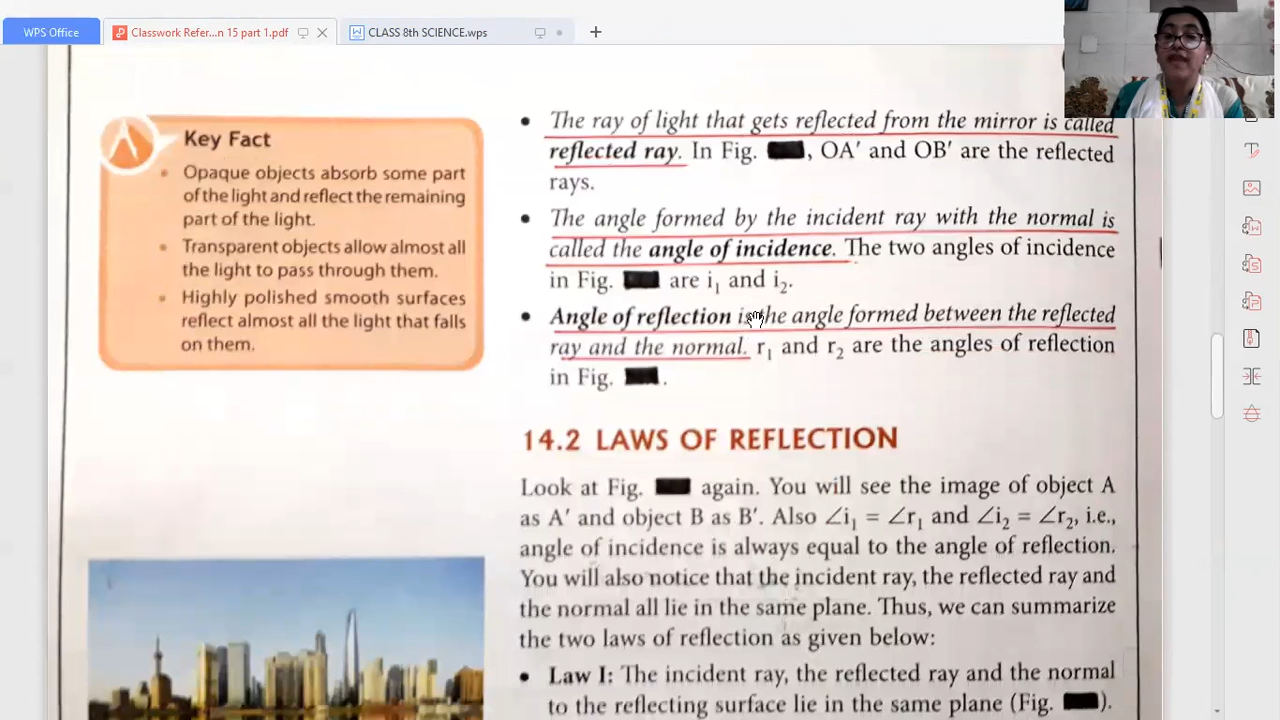 WPS Office
Classwork Refer...n 15 part 1.pdf
CLASS 8th SCIENCE.wps
Key Fact
• Opaque objects absorb some part
of the light and reflect the remaining
part of the light.
• Transparent objects allow almost all
the light to pass through them.
• Highly polished smooth surfaces
reflect almost all the light that falls
on them.
• The ray of light that gets reflected from the mirror is called
reflected ray. In Fig. , OA′ and OB′ are the reflected
rays.
• The angle formed by the incident ray with the normal is
called the angle of incidence. The two angles of incidence
in Fig. are i₁ and i₂.
• Angle of reflection is the angle formed between the reflected
ray and the normal. r₁ and r₂ are the angles of reflection
in Fig. .
14.2 LAWS OF REFLECTION
Look at Fig. again. You will see the image of object A
as A′ and object B as B′. Also ∠i₁ = ∠r₁ and ∠i₂ = ∠r₂, i.e.,
angle of incidence is always equal to the angle of reflection.
You will also notice that the incident ray, the reflected ray and
the normal all lie in the same plane. Thus, we can summarize
the two laws of reflection as given below:
• Law I: The incident ray, the reflected ray and the normal
to the reflecting surface lie in the same plane (Fig. ).